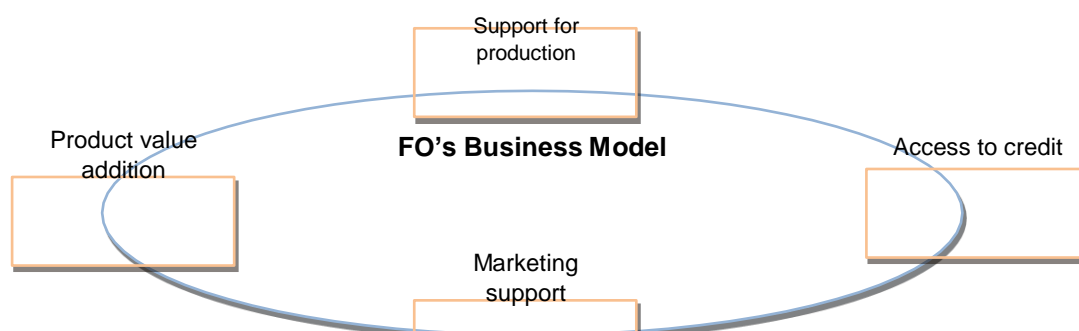 Support for
production
FO’s Business Model
Product value
addition
Access to credit
Marketing
support